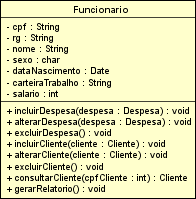 Funcionario
- cpf : String
- rg : String
- nome : String
- sexo : char
- dataNascimento : Date
- carteiraTrabalho : String
- salario : int
+ incluirDespesa(despesa : Despesa) : void
+ alterarDespesa(despesa : Despesa) : void
+ excluirDespesa() : void
+ incluirCliente(cliente : Cliente) : void
+ alterarCliente(cliente : Cliente) : void
+ excluirCliente() : void
+ consultarCliente(cpfCliente : int) : Cliente
+ gerarRelatorio() : void